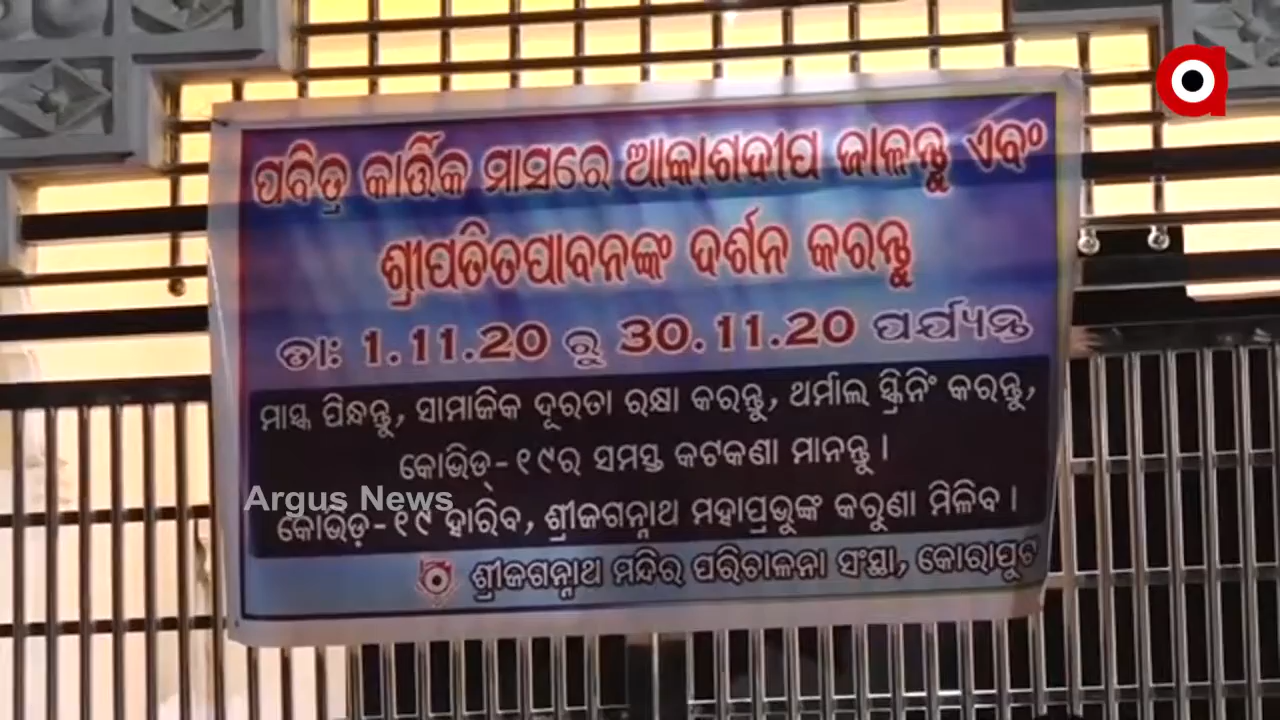 ପବିତ୍ର କାର୍ତ୍ତିକ ମାସରେ ଆକାଶଦୀପ ଜାଳନ୍ତୁ ଏବଂ
ଶ୍ରୀପତିତପାବନଙ୍କ ଦର୍ଶନ କରନ୍ତୁ
ତାଃ 1.11.20 ରୁ 30.11.20 ପର୍ଯ୍ୟନ୍ତ
ମାସ୍କ ପିନ୍ଧନ୍ତୁ, ସାମାଜିକ ଦୂରତା ରକ୍ଷା କରନ୍ତୁ, ଥର୍ମାଲ ସ୍କ୍ରିନିଂ କରନ୍ତୁ,
କୋଭିଡ୍-୧୯ର ସମସ୍ତ କଟକଣା ମାନନ୍ତୁ ।
Argus News
କୋଭିଡ୍-୧୯ ହାରିବ, ଶ୍ରୀଜଗନ୍ନାଥ ମହାପ୍ରଭୁଙ୍କ କରୁଣା ମିଳିବ ।
ଶ୍ରୀଜଗନ୍ନାଥ ମନ୍ଦିର ପରିଚାଳନା ସଂସ୍ଥା, କୋରାପୁଟ